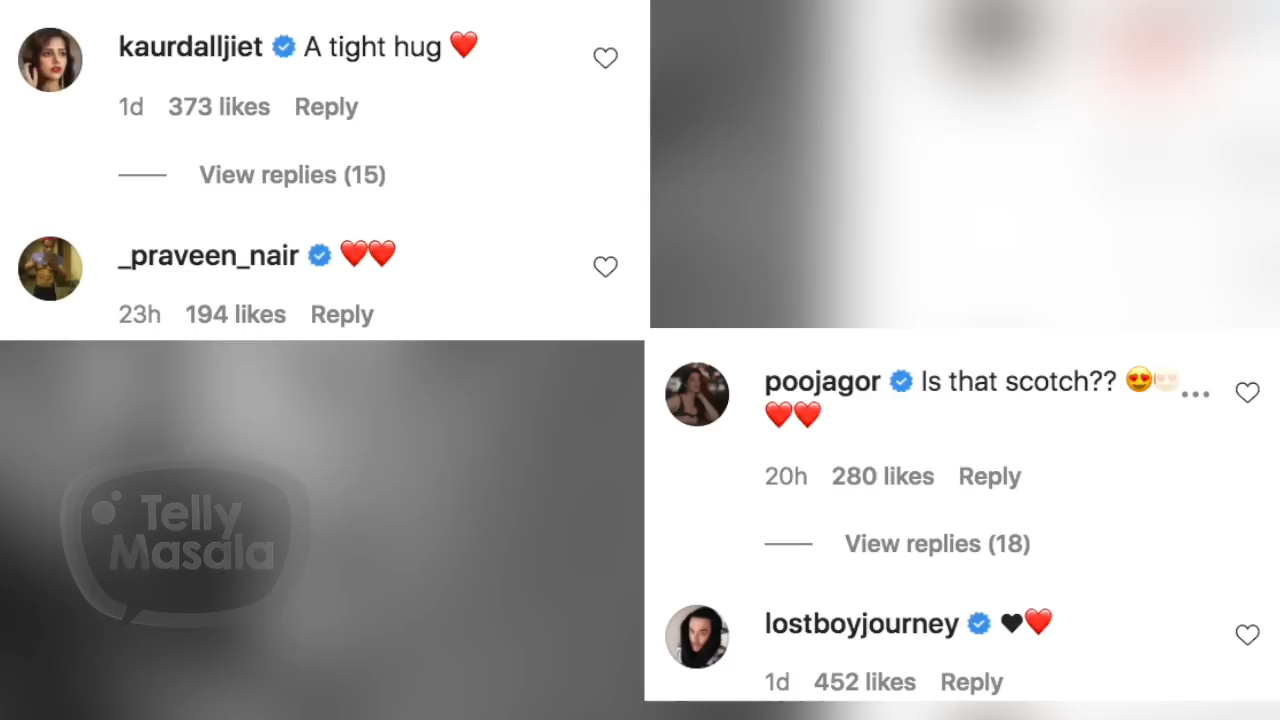 kaurdalljiet A tight hug ❤️
1d 373 likes Reply
View replies (15)
_praveen_nair ❤️❤️
23h 194 likes Reply
Telly
Masala
poojagor Is that scotch?? 😍😍
❤️❤️
20h 280 likes Reply
View replies (18)
lostboyjourney 🖤❤️
1d 452 likes Reply